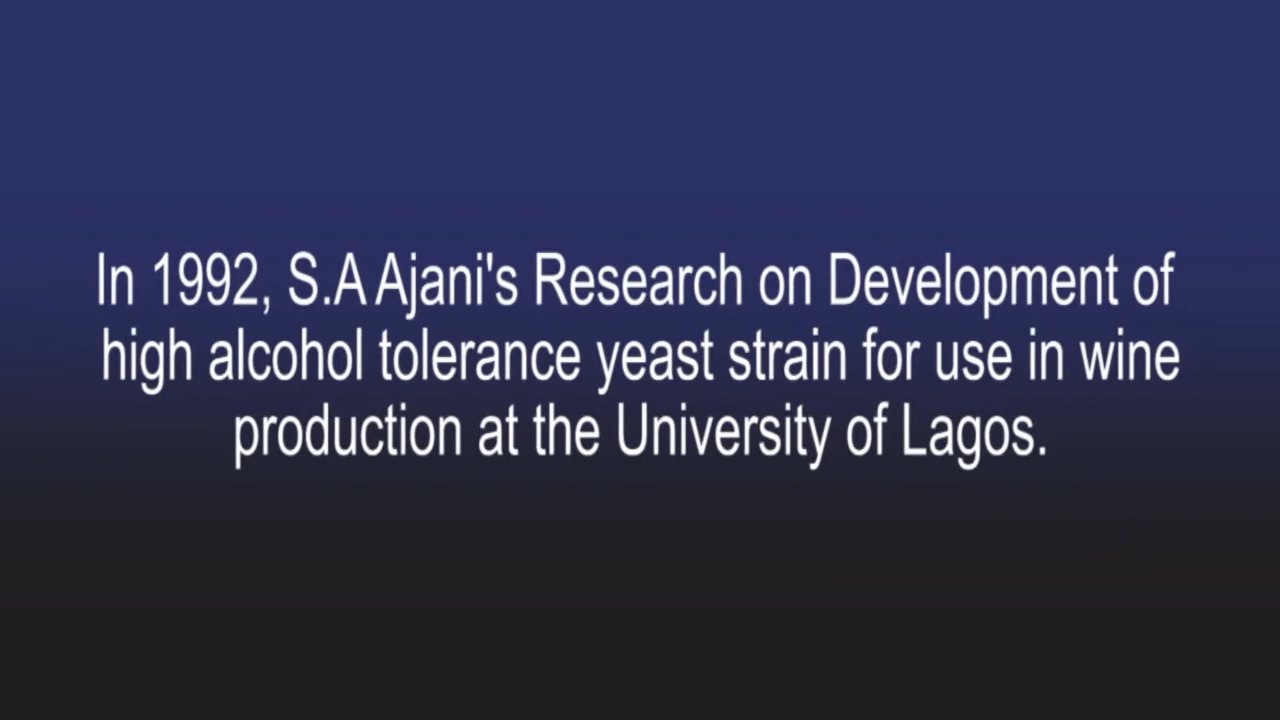 In 1992, S.A Ajani's Research on Development of
high alcohol tolerance yeast strain for use in wine
production at the University of Lagos.